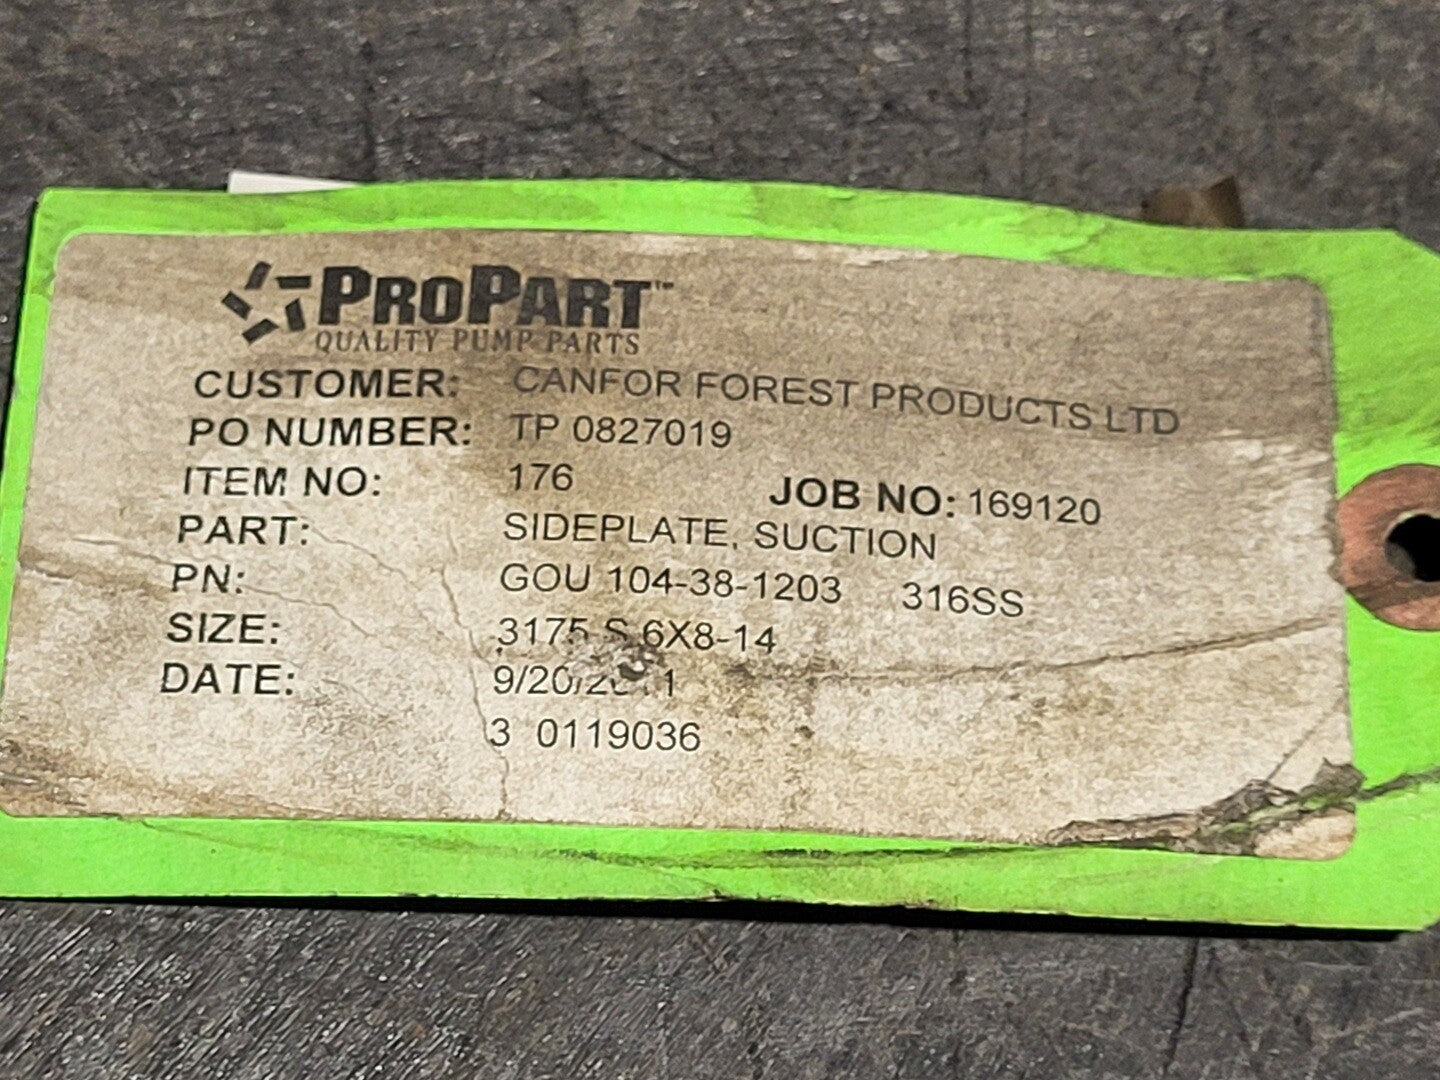 PROPART™
QUALITY PUMP PARTS
CUSTOMER: CANFOR FOREST PRODUCTS LTD
PO NUMBER: TP 0827019
ITEM NO: 176 JOB NO: 169120
PART: SIDEPLATE, SUCTION
PN: GOU 104-38-1203 316SS
SIZE: 3175 S 6X8-14
DATE:
3 0119036